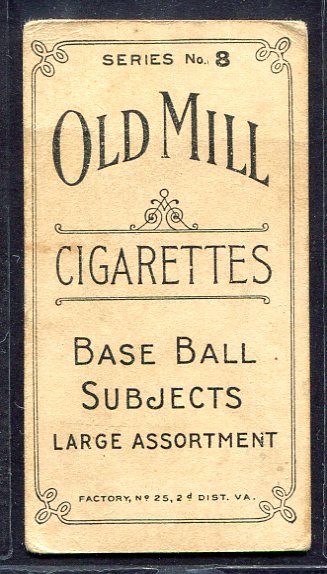 SERIES No. 8
OLD MILL
CIGARETTES
BASE BALL
SUBJECTS
LARGE ASSORTMENT
FACTORY, Nº 25, 2d DIST. VA.